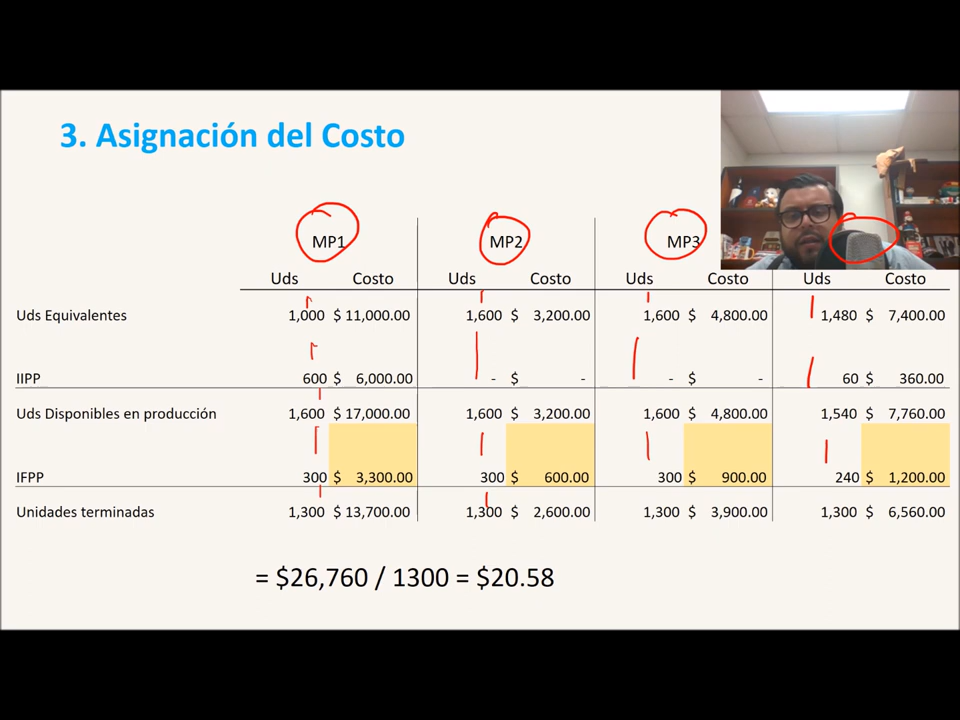 3. Asignación del Costo
MP1 MP2 MP3
Uds Costo Uds Costo Uds Costo Uds Costo
Uds Equivalentes 1,000 $ 11,000.00 1,600 $ 3,200.00 1,600 $ 4,800.00 1,480 $ 7,400.00
IIPP 600 $ 6,000.00 - $ - - $ - 60 $ 360.00
Uds Disponibles en producción 1,600 $ 17,000.00 1,600 $ 3,200.00 1,600 $ 4,800.00 1,540 $ 7,760.00
IFPP 300 $ 3,300.00 300 $ 600.00 300 $ 900.00 240 $ 1,200.00
Unidades terminadas 1,300 $ 13,700.00 1,300 $ 2,600.00 1,300 $ 3,900.00 1,300 $ 6,560.00
= $26,760 / 1300 = $20.58